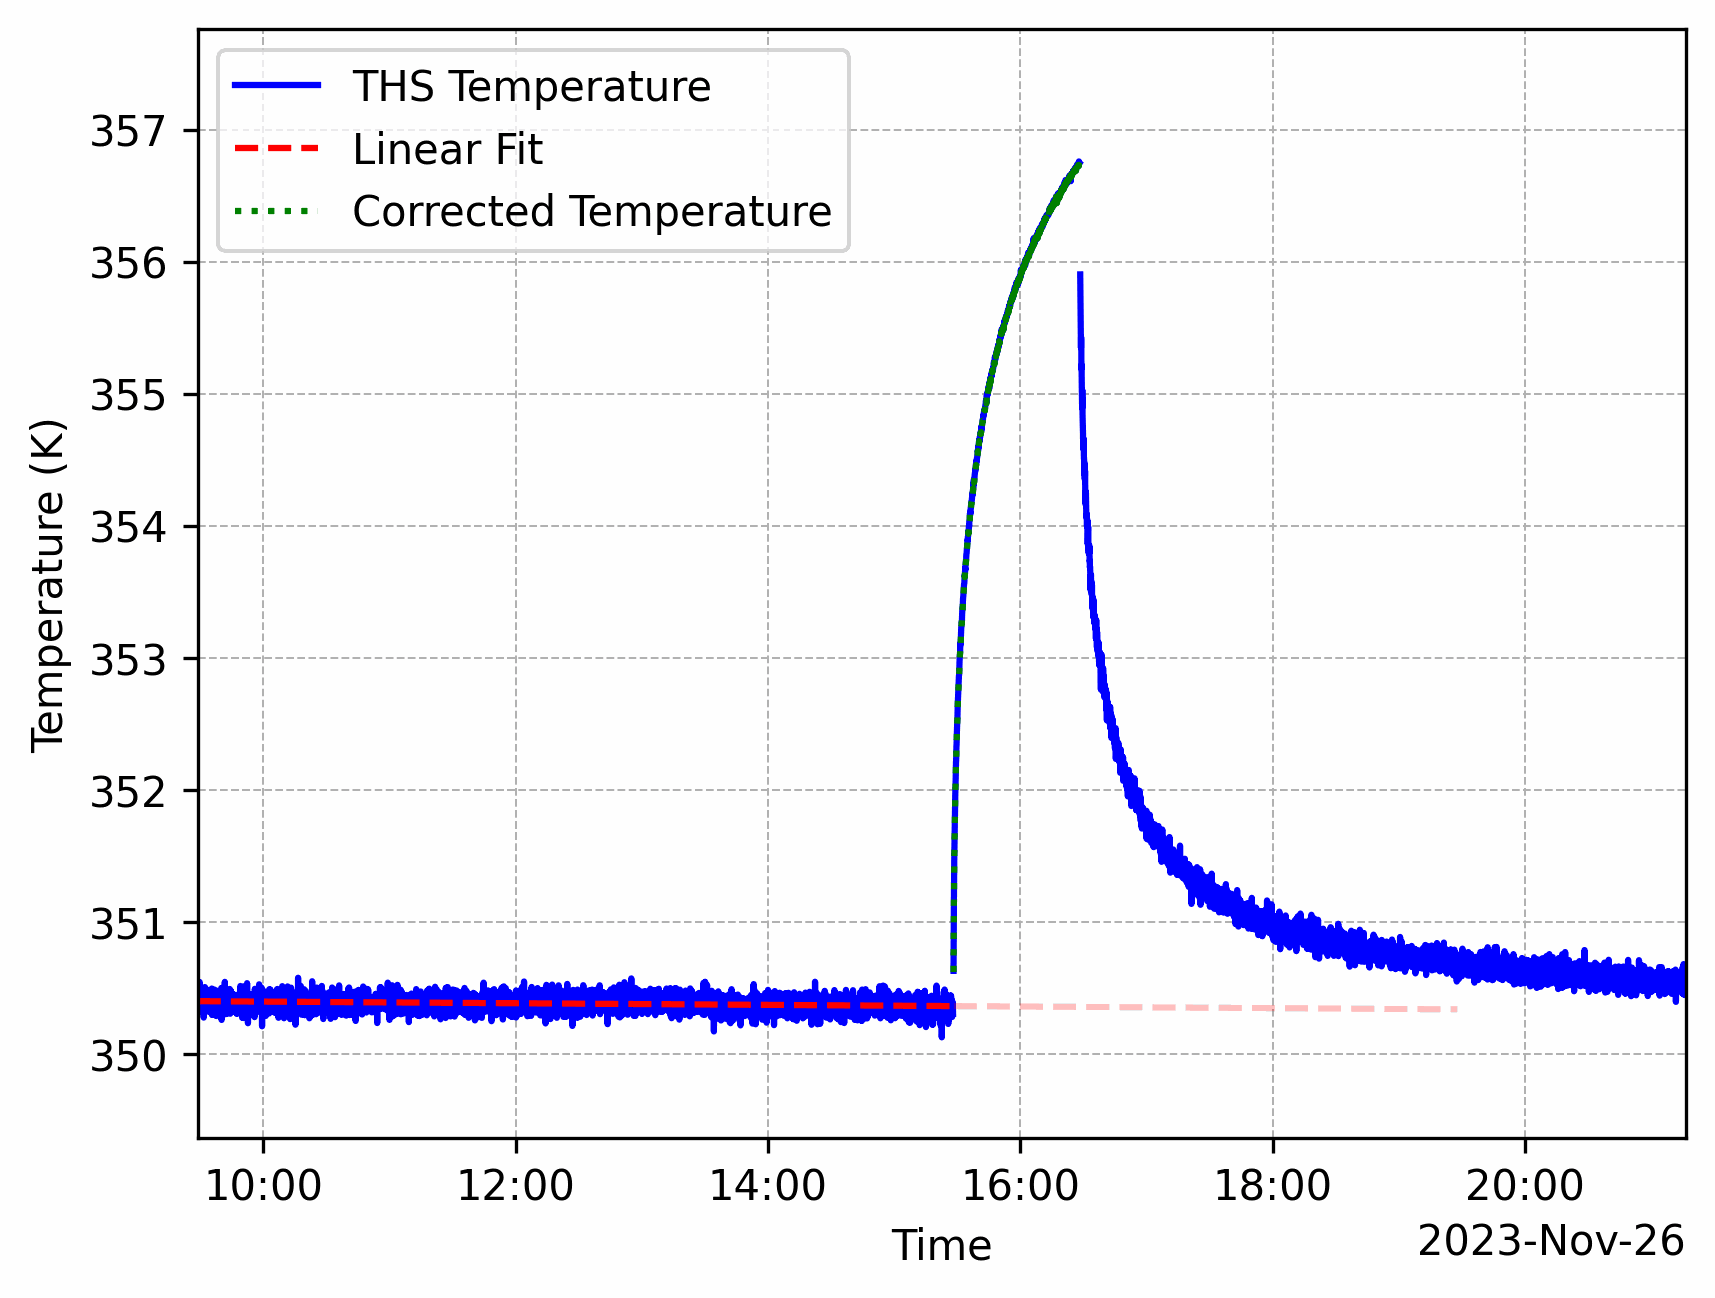 THS Temperature
Linear Fit
Corrected Temperature
357
356
355
354
353
352
351
350
Temperature (K)
10:00 12:00 14:00 16:00 18:00 20:00
Time
2023-Nov-26